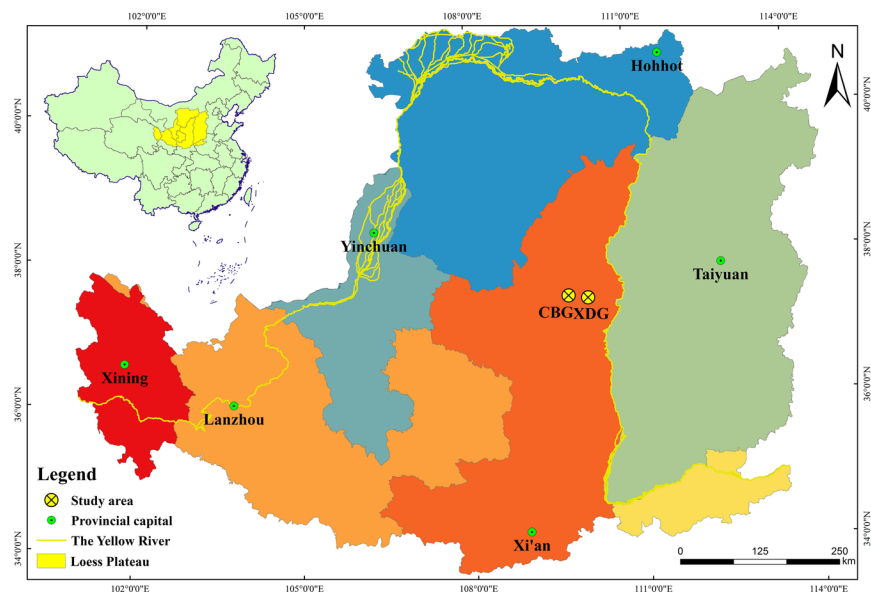 102°0'0"E 105°0'0"E 108°0'0"E 111°0'0"E 114°0'0"E
N
Hohhot
40°0'0"N
40°0'0"N
Yinchuan
38°0'0"N
38°0'0"N
Taiyuan
CBG XDG
Xining
36°0'0"N
36°0'0"N
Lanzhou
Legend
Study area
Provincial capital
The Yellow River
Loess Plateau
Xi'an
34°0'0"N
34°0'0"N
0 125 250
km
102°0'0"E 105°0'0"E 108°0'0"E 111°0'0"E 114°0'0"E